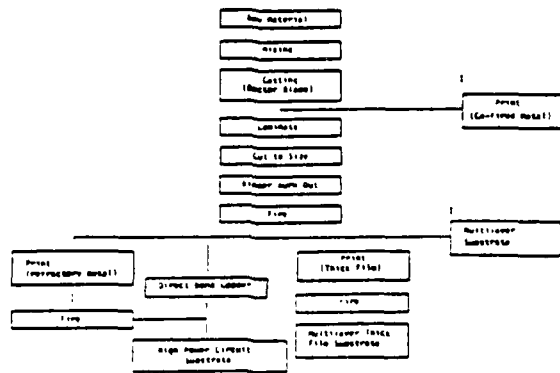 Raw Material
Mixing
Casting
(Doctor Blade)
Print
(Co-fired Metal)
Laminate
Cut to Size
Binder Burn Out
Fire
Multilayer
Substrate
Print
(Refractory Metal)
Print
(Thick Film)
Direct Bond Copper
Fire
Fire
Multilayer Thick
Film Substrate
High Power Circuit
Substrate